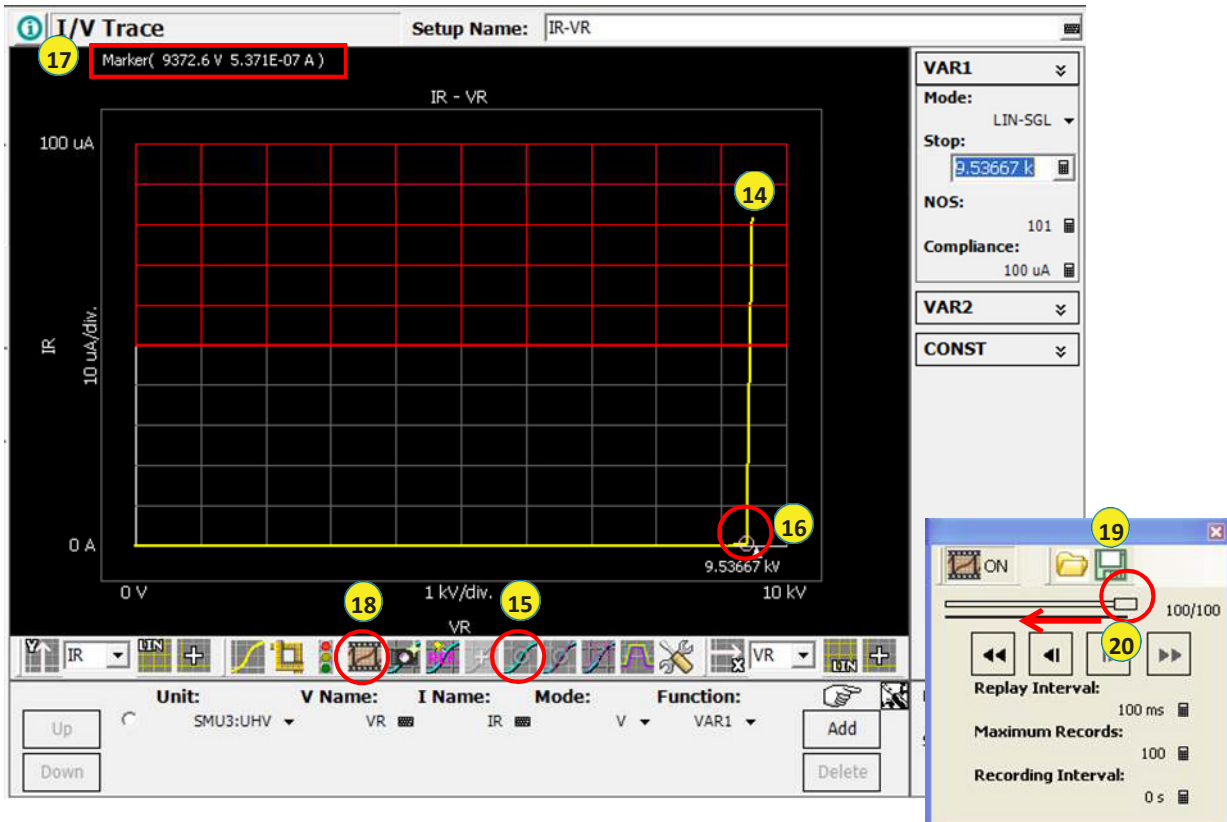 I/V Trace Setup Name: IR-VR
17
Marker( 9372.6 V 5.371E-07 A )
IR - VR
100 uA
14
IR
10 uA/div.
16
0 A
9.53667 kV
0 V 1 kV/div. 10 kV
18 15
VR
VAR1
Mode:
LIN-SGL
Stop:
9.53667 k
NOS:
101
Compliance:
100 uA
VAR2
CONST
Y IR LIN X VR LIN
Unit: V Name: I Name: Mode: Function:
Up SMU3:UHV VR IR V VAR1 Add
Down Delete
19
ON
100/100
20
Replay Interval:
100 ms
Maximum Records:
100
Recording Interval:
0 s